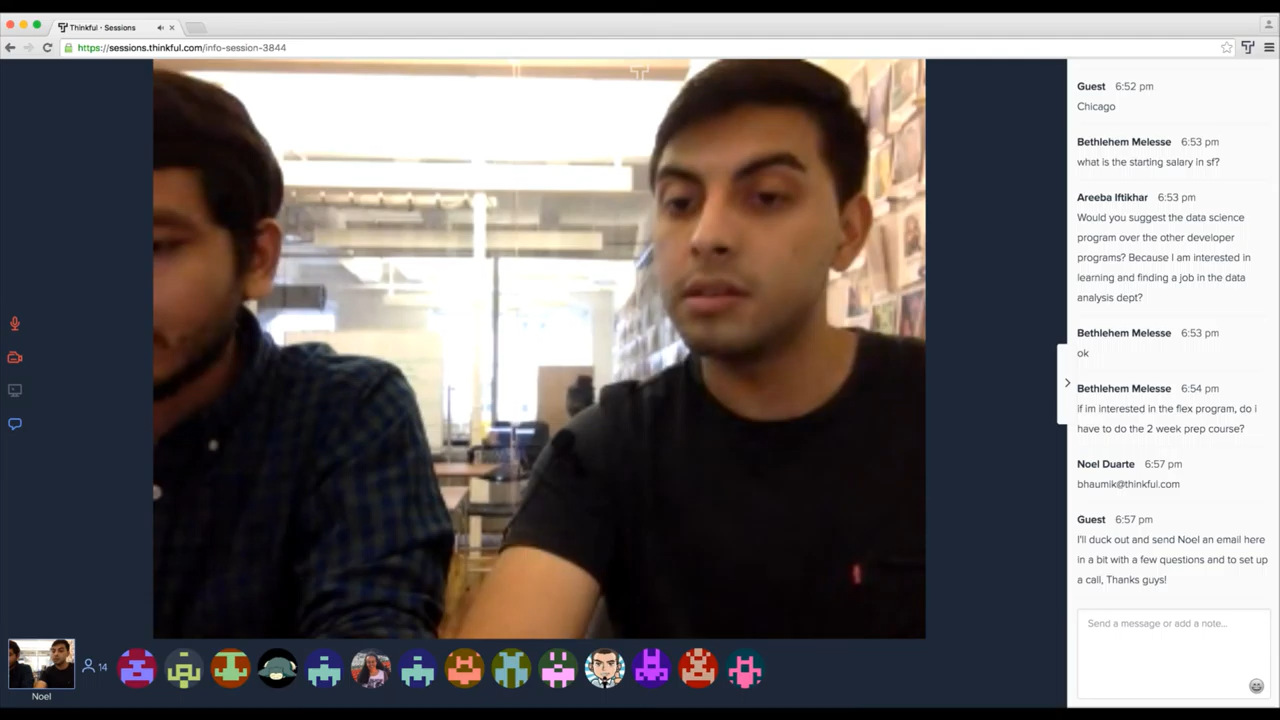 Thinkful - Sessions
https://sessions.thinkful.com/info-session-3844
Guest 6:52 pm
Chicago
Bethlehem Melesse 6:53 pm
what is the starting salary in sf?
Areeba Iftikhar 6:53 pm
Would you suggest the data science
program over the other developer
programs? Because I am interested in
learning and finding a job in the data
analysis dept?
Bethlehem Melesse 6:53 pm
ok
Bethlehem Melesse 6:54 pm
if im interested in the flex program, do i
have to do the 2 week prep course?
Noel Duarte 6:57 pm
bhaumik@thinkful.com
Guest 6:57 pm
I'll duck out and send Noel an email here
in a bit with a few questions and to set up
a call, Thanks guys!
Send a message or add a note...
14
Noel